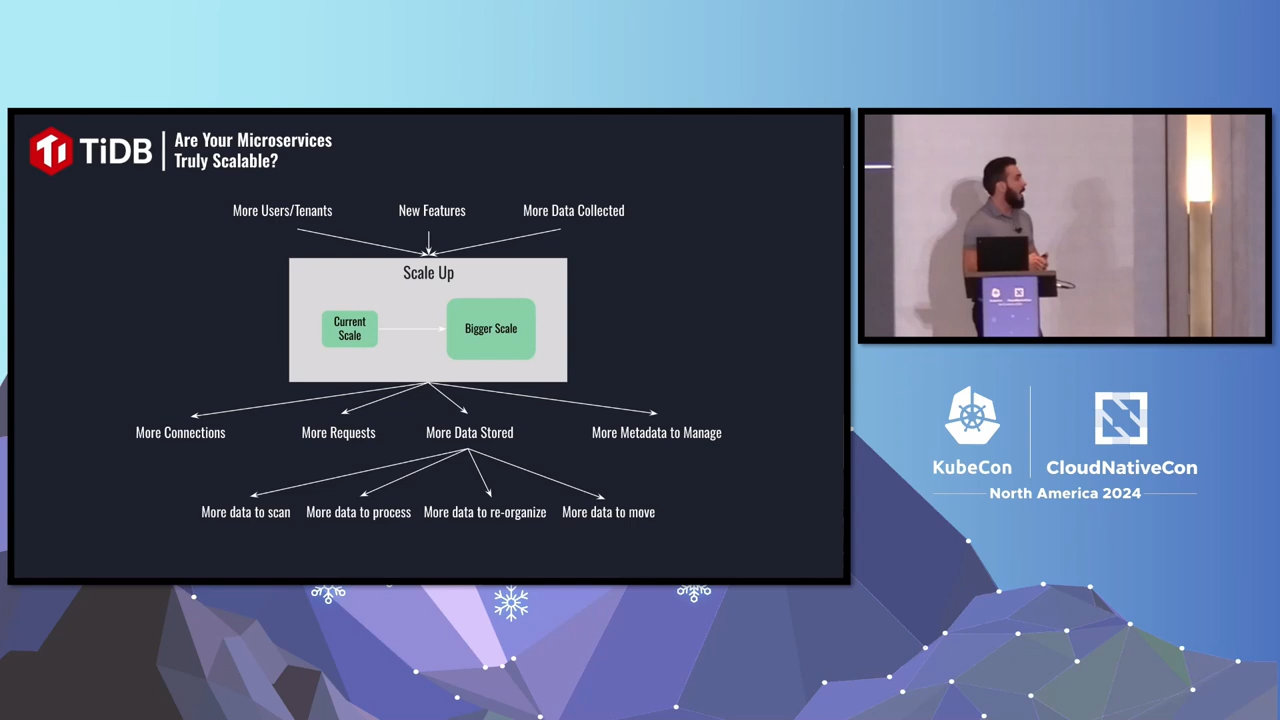 TiDB
Are Your Microservices
Truly Scalable?
More Users/Tenants
New Features
More Data Collected
Scale Up
Current
Scale
Bigger Scale
More Connections
More Requests
More Data Stored
More Metadata to Manage
More data to scan
More data to process
More data to re-organize
More data to move
KubeCon
CloudNativeCon
North America 2024